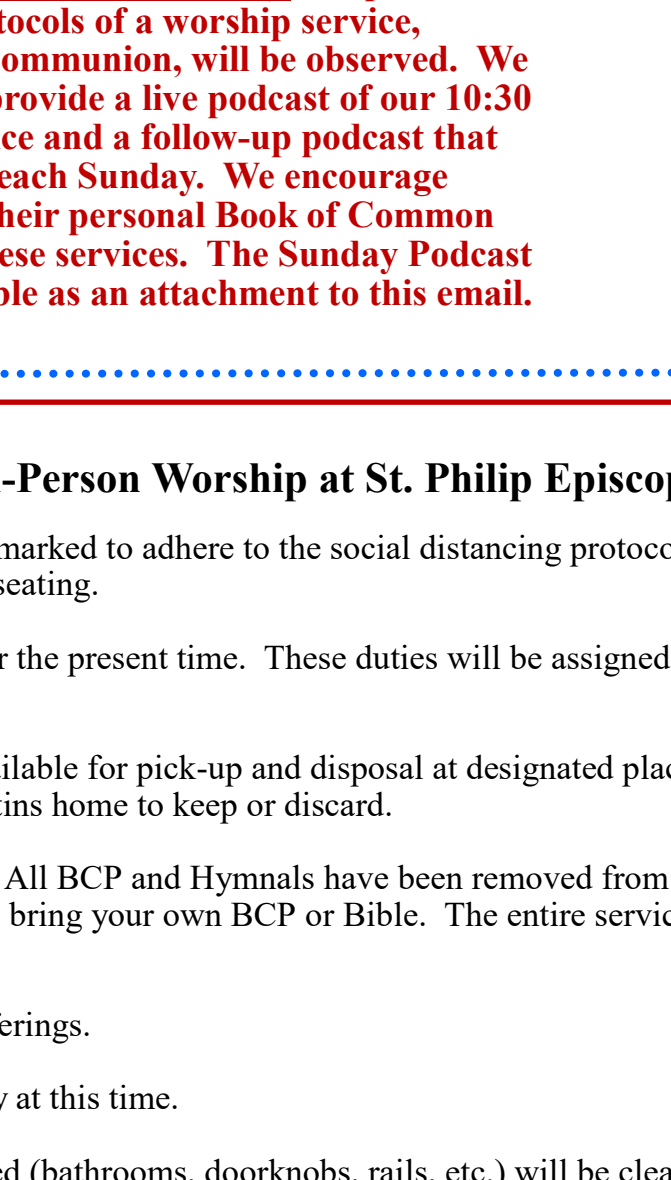 tocols of a worship service,
ommunion, will be observed.  We
provide a live podcast of our 10:30
ce and a follow-up podcast that
each Sunday.  We encourage
heir personal Book of Common
ese services.  The Sunday Podcast
ble as an attachment to this email.
-Person Worship at St. Philip Episcop
marked to adhere to the social distancing protoco
seating.
r the present time.  These duties will be assigned
ilable for pick-up and disposal at designated plac
tins home to keep or discard.
All BCP and Hymnals have been removed from
bring your own BCP or Bible.  The entire servic
ferings.
y at this time.
ed (bathrooms, doorknobs, rails, etc.) will be clea